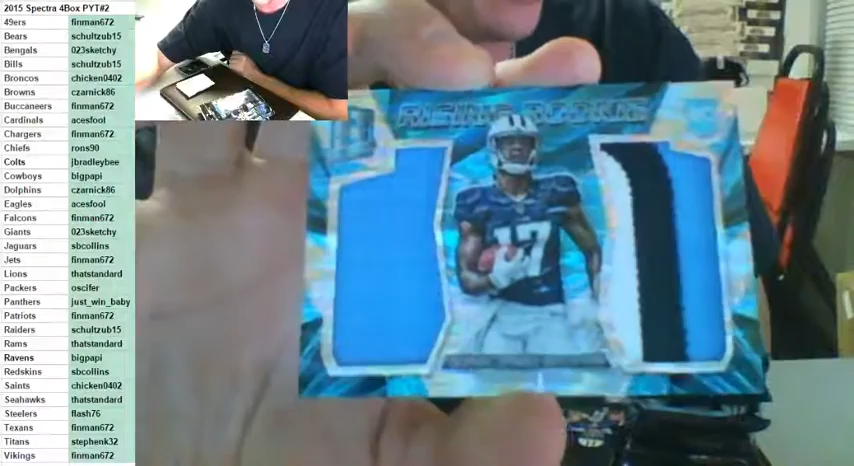 2015 Spectra 4Box PYT#2
49ers finman672
Bears schultzub15
Bengals 023sketchy
Bills schultzub15
Broncos chicken0402
Browns czarnick86
Buccaneers finman672
Cardinals acesfool
Chargers finman672
Chiefs rons90
Colts jbradleybee
Cowboys bigpapi
Dolphins czarnick86
Eagles acesfool
Falcons finman672
Giants 023sketchy
Jaguars sbcollins
Jets finman672
Lions thatstandard
Packers oscifer
Panthers just_win_baby
Patriots finman672
Raiders schultzub15
Rams thatstandard
Ravens bigpapi
Redskins sbcollins
Saints chicken0402
Seahawks thatstandard
Steelers flash76
Texans finman672
Titans stephenk32
Vikings finman672
RISING ROOKIE
17